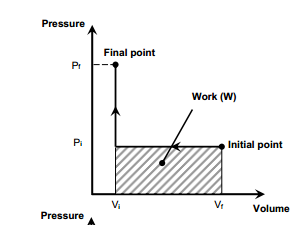 Pressure
Final point
Pf
Work (W)
Pi
Initial point
Vi
Vf
Volume
Pressure